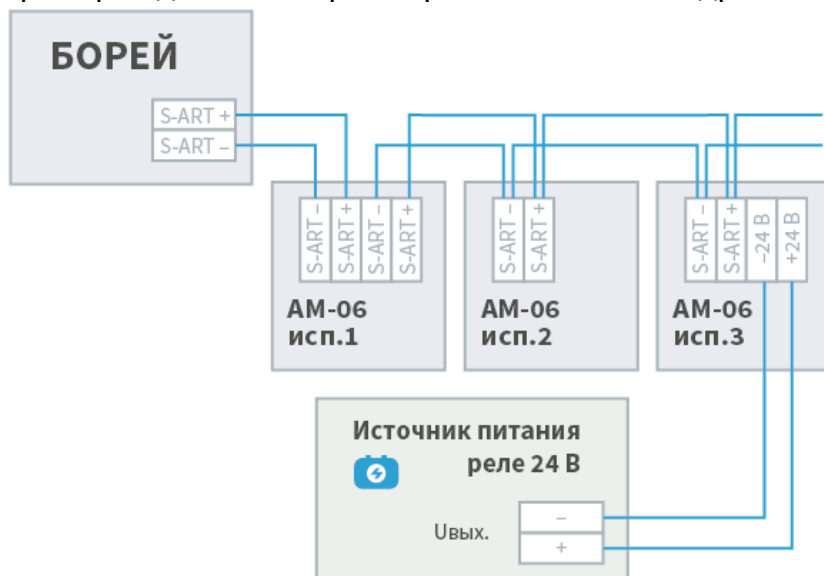 БОРЕЙ
S-ART +
S-ART –
S-ART –
S-ART +
S-ART –
S-ART +
S-ART –
S-ART +
S-ART –
S-ART +
–24 В
+24 В
АМ-06
исп.1
АМ-06
исп.2
АМ-06
исп.3
Источник питания
реле 24 В
Uвых.
–
+